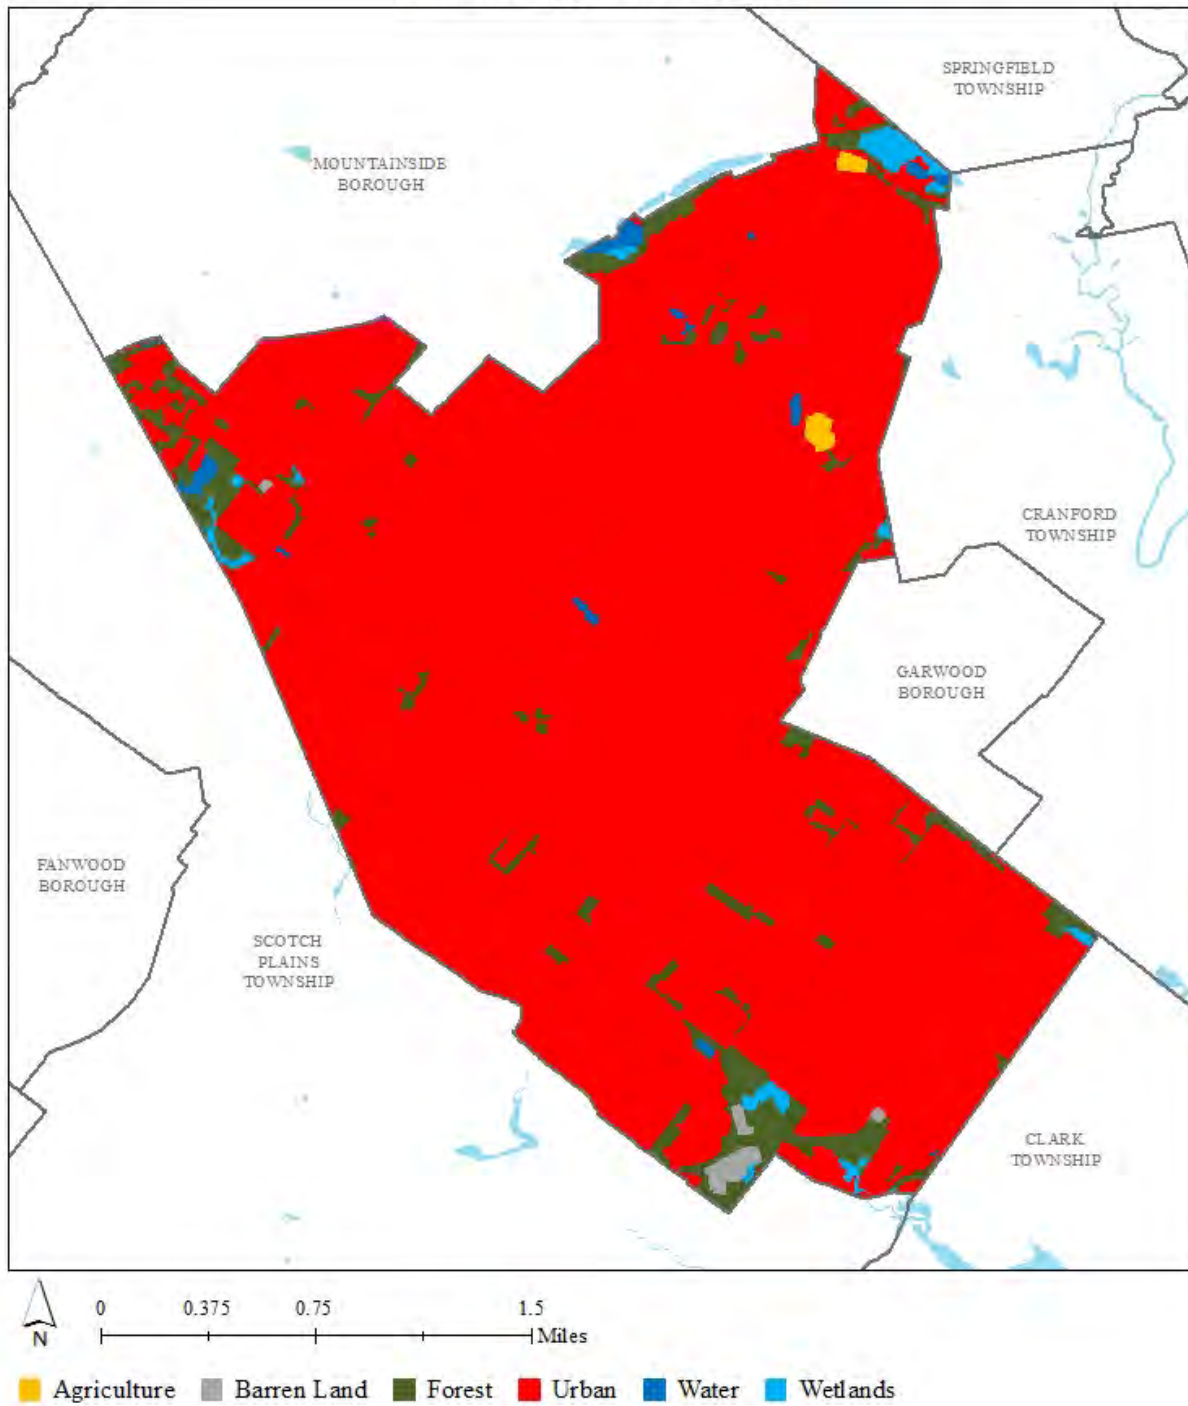 SPRINGFIELD
TOWNSHIP
MOUNTAINSIDE
BOROUGH
CRANFORD
TOWNSHIP
GARWOOD
BOROUGH
FANWOOD
BOROUGH
SCOTCH
PLAINS
TOWNSHIP
CLARK
TOWNSHIP
N
0 0.375 0.75 1.5
Miles
Agriculture Barren Land Forest Urban Water Wetlands